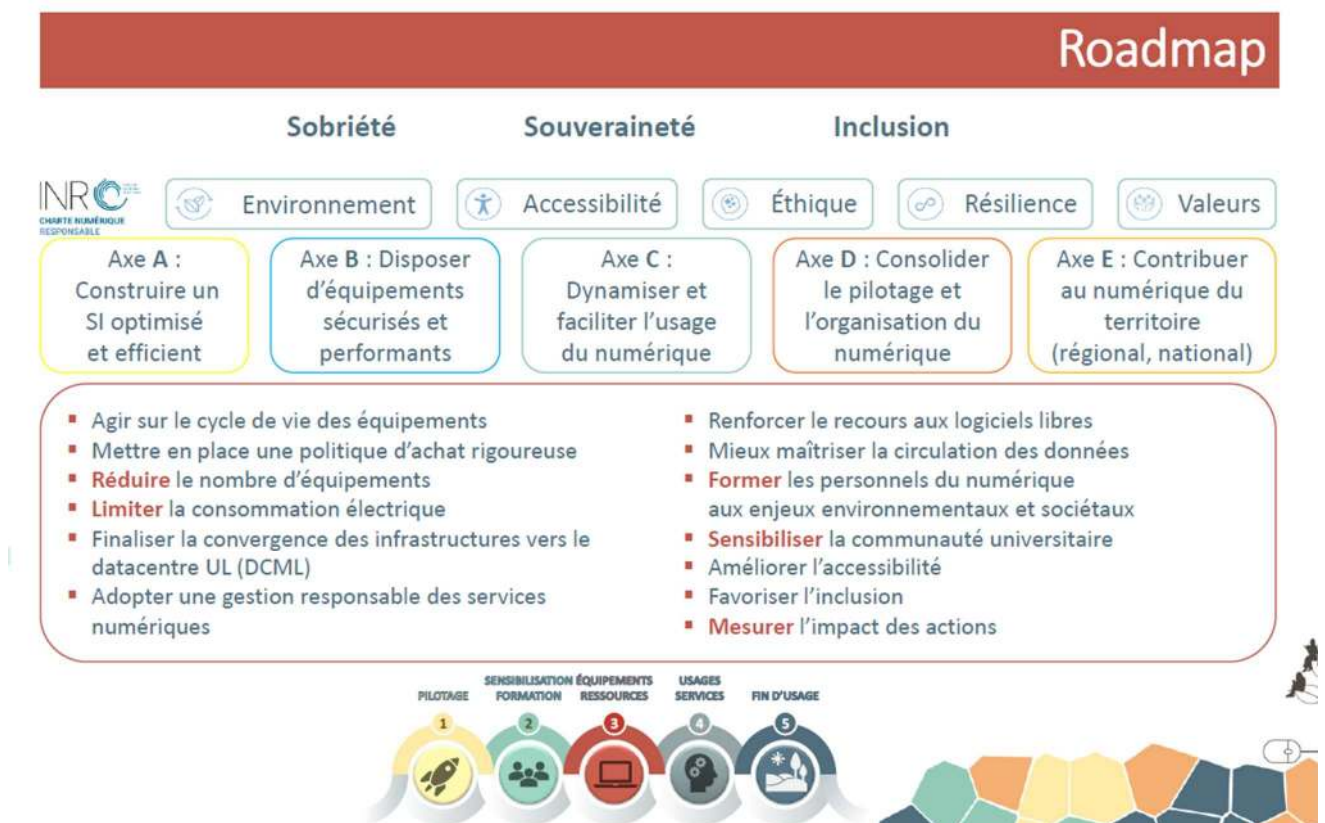 Roadmap
Sobriété
Souveraineté
Inclusion
INR
CHARTE NUMÉRIQUE
RESPONSABLE
Environnement
Accessibilité
Éthique
Résilience
Valeurs
Axe A :
Construire un
SI optimisé
et efficient
Axe B : Disposer
d'équipements
sécurisés et
performants
Axe C :
Dynamiser et
faciliter l'usage
du numérique
Axe D : Consolider
le pilotage et
l'organisation du
numérique
Axe E : Contribuer
au numérique du
territoire
(régional, national)
▪ Agir sur le cycle de vie des équipements
▪ Mettre en place une politique d'achat rigoureuse
▪ Réduire le nombre d'équipements
▪ Limiter la consommation électrique
▪ Finaliser la convergence des infrastructures vers le
datacentre UL (DCML)
▪ Adopter une gestion responsable des services
numériques
▪ Renforcer le recours aux logiciels libres
▪ Mieux maîtriser la circulation des données
▪ Former les personnels du numérique
aux enjeux environnementaux et sociétaux
▪ Sensibiliser la communauté universitaire
▪ Améliorer l'accessibilité
▪ Favoriser l'inclusion
▪ Mesurer l'impact des actions
PILOTAGE
1
SENSIBILISATION
FORMATION
2
ÉQUIPEMENTS
RESSOURCES
3
USAGES
SERVICES
4
FIN D'USAGE
5